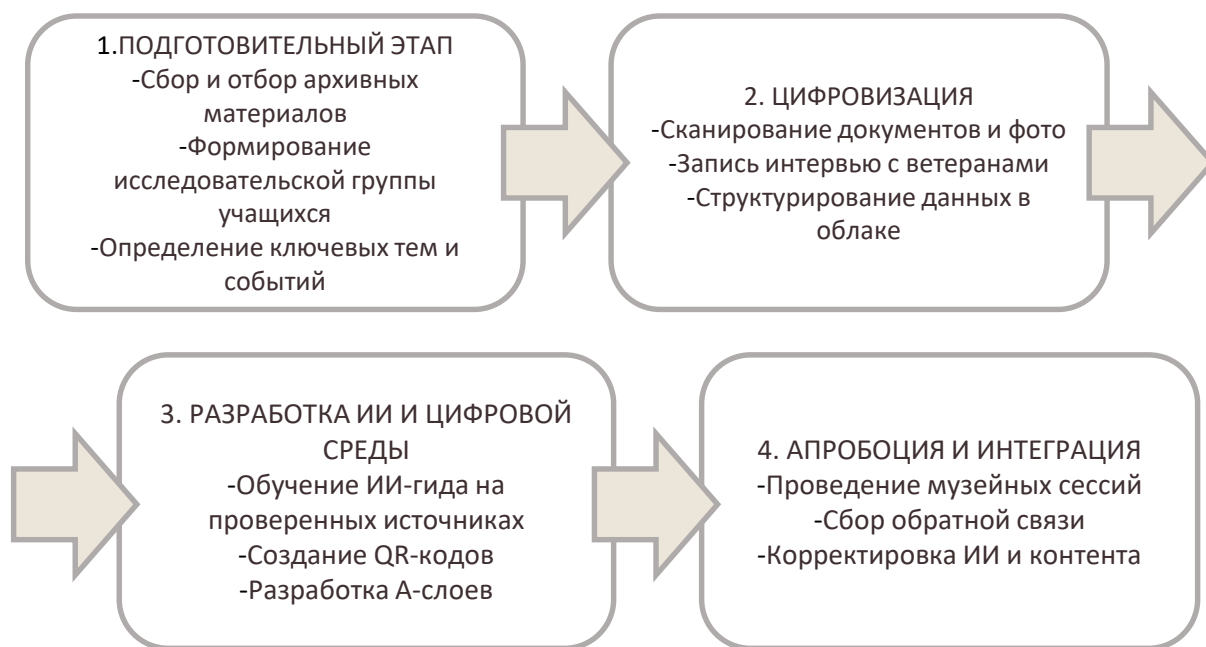 1.ПОДГОТОВИТЕЛЬНЫЙ ЭТАП
-Сбор и отбор архивных
материалов
-Формирование
исследовательской группы
учащихся
-Определение ключевых тем и
событий
2. ЦИФРОВИЗАЦИЯ
-Сканирование документов и фото
-Запись интервью с ветеранами
-Структурирование данных в
облаке
3. РАЗРАБОТКА ИИ И ЦИФРОВОЙ
СРЕДЫ
-Обучение ИИ-гида на
проверенных источниках
-Создание QR-кодов
-Разработка А-слоев
4. АПРОБОЦИЯ И ИНТЕГРАЦИЯ
-Проведение музейных сессий
-Сбор обратной связи
-Корректировка ИИ и контента